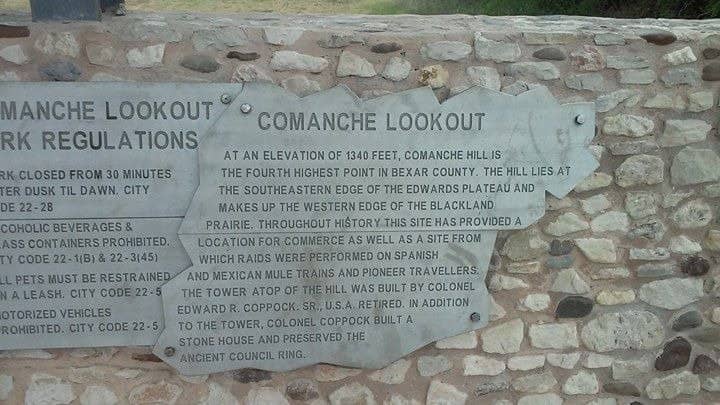 MANCHE LOOKOUT
RK REGULATIONS
RK CLOSED FROM 30 MINUTES
TER DUSK TIL DAWN. CITY
DE 22-28
COHOLIC BEVERAGES &
ASS CONTAINERS PROHIBITED.
TY CODE 22-1(B) & 22-3(45)
LL PETS MUST BE RESTRAINED
N A LEASH. CITY CODE 22-5
OTORIZED VEHICLES
ROHIBITED. CITY CODE 22-5
COMANCHE LOOKOUT
AT AN ELEVATION OF 1340 FEET, COMANCHE HILL IS
THE FOURTH HIGHEST POINT IN BEXAR COUNTY. THE HILL LIES AT
THE SOUTHEASTERN EDGE OF THE EDWARDS PLATEAU AND
MAKES UP THE WESTERN EDGE OF THE BLACKLAND
PRAIRIE. THROUGHOUT HISTORY THIS SITE HAS PROVIDED A
LOCATION FOR COMMERCE AS WELL AS A SITE FROM
WHICH RAIDS WERE PERFORMED ON SPANISH
AND MEXICAN MULE TRAINS AND PIONEER TRAVELLERS.
THE TOWER ATOP OF THE HILL WAS BUILT BY COLONEL
EDWARD R. COPPOCK. SR., U.S.A. RETIRED. IN ADDITION
TO THE TOWER, COLONEL COPPOCK BUILT A
STONE HOUSE AND PRESERVED THE
ANCIENT COUNCIL RING.